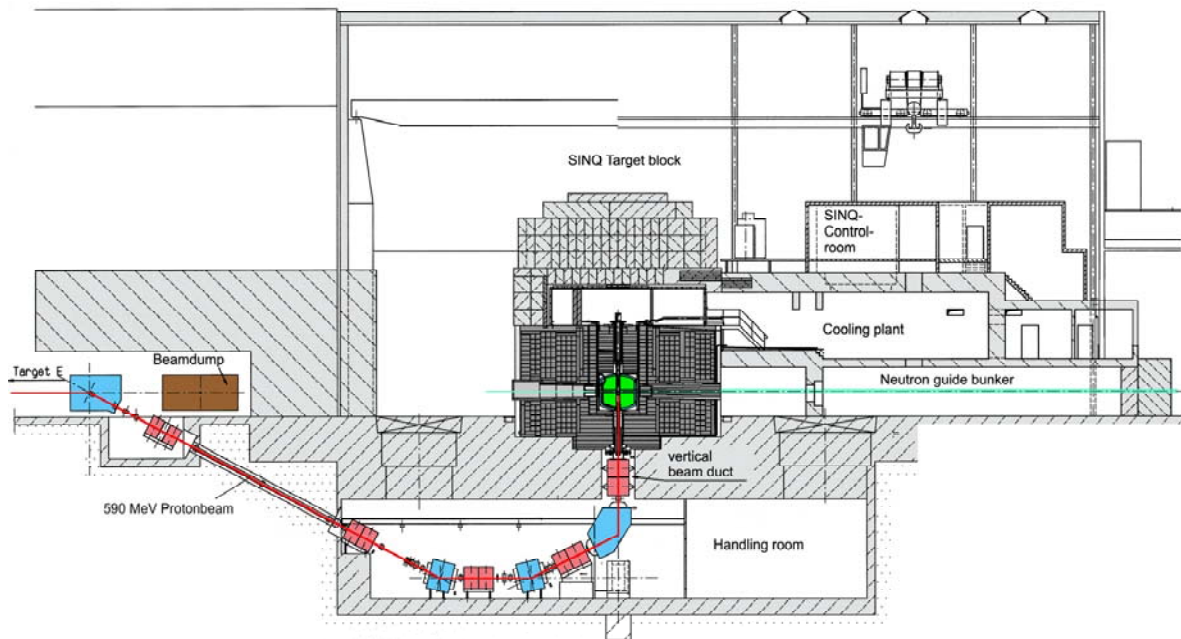 SINQ Target block
SINQ-
Control-
room
Cooling plant
Beamdump
Target E
Neutron guide bunker
vertical
beam duct
590 MeV Protonbeam
Handling room